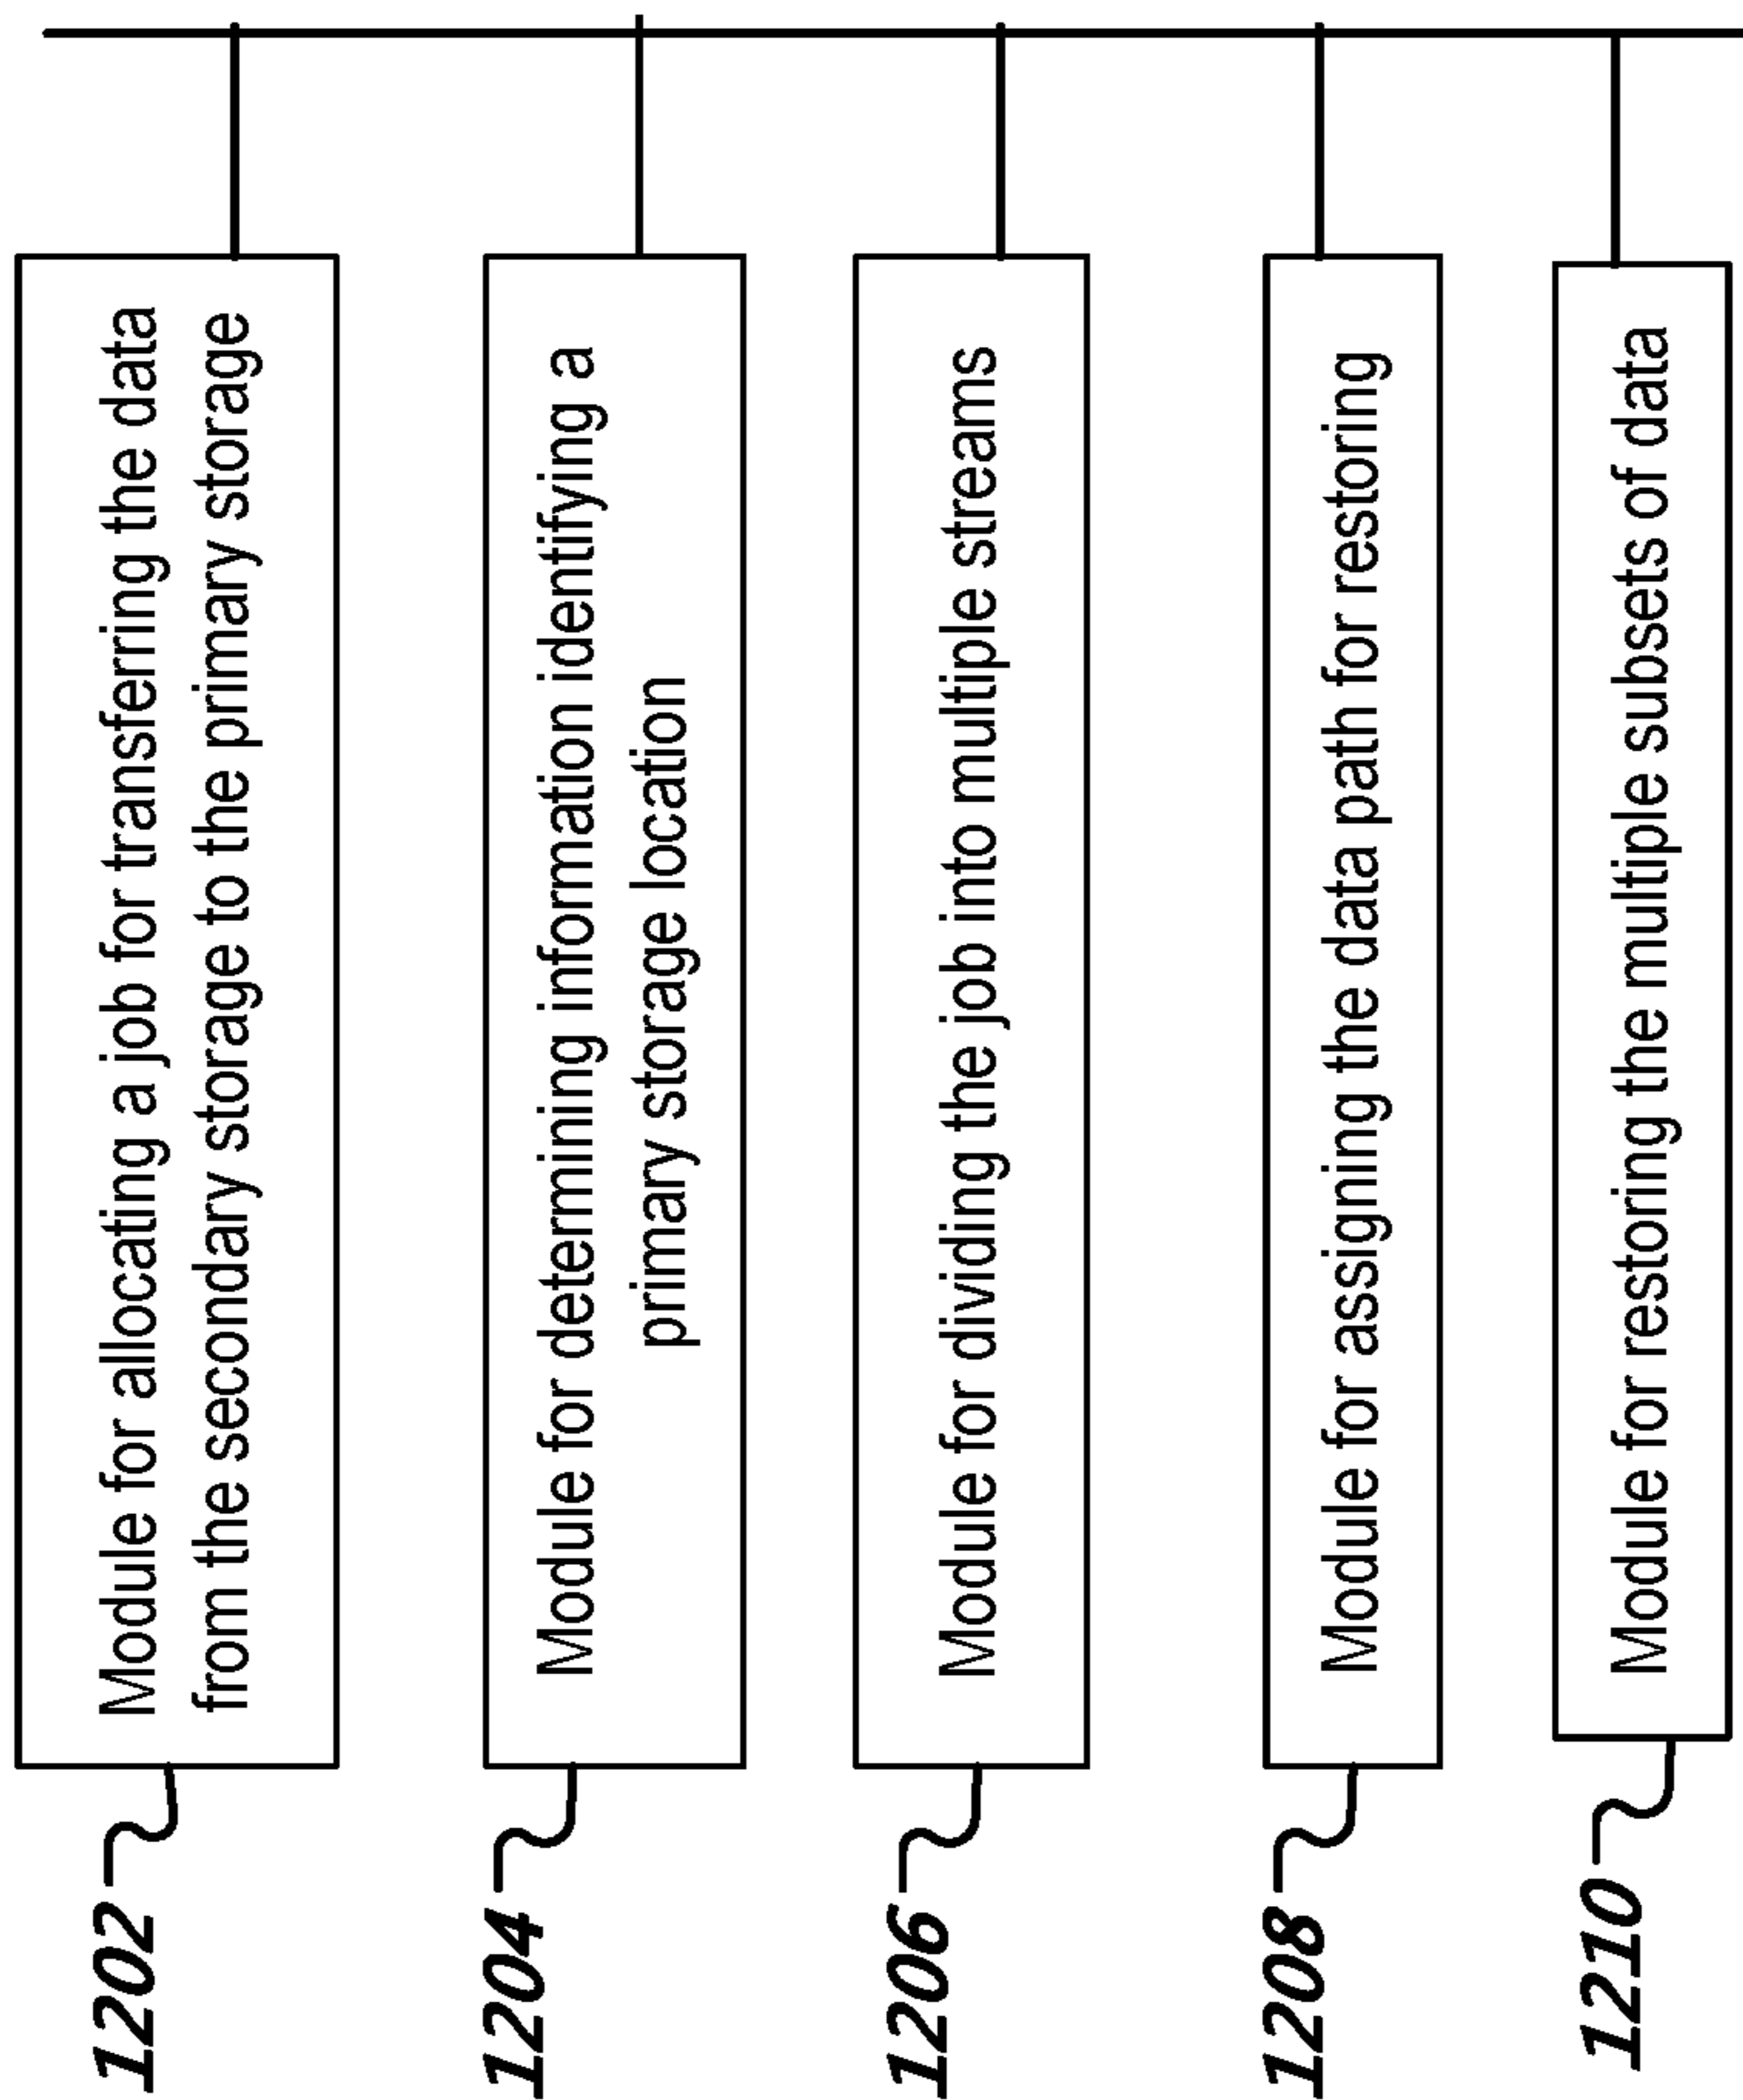 1202
Module for allocating a job for transferring the data
from the secondary storage to the primary storage
1204
Module for determining information identifying a
primary storage location
1206
Module for dividing the job into multiple streams
1208
Module for assigning the data path for restoring
1210
Module for restoring the multiple subsets of data